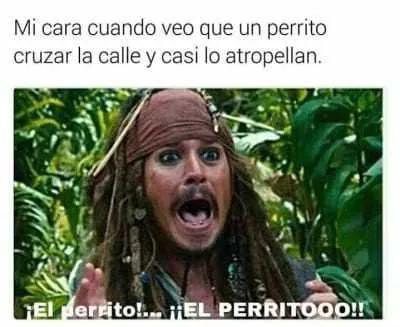 Mi cara cuando veo que un perrito
cruzar la calle y casi lo atropellan.
¡El perrito!... ¡¡EL PERRITOOO!!